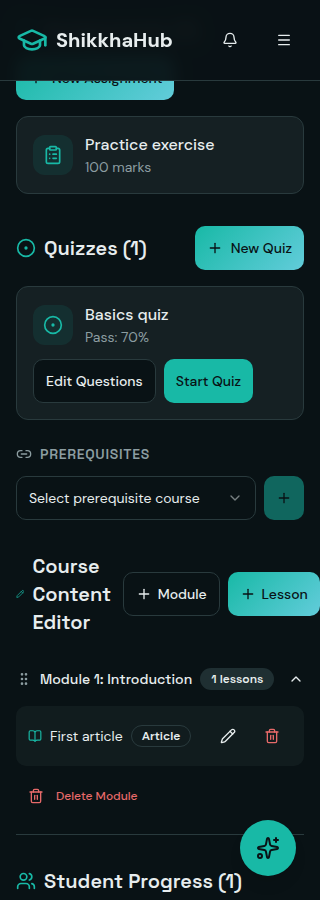 ShikkhaHub
New Assignment
Practice exercise
100 marks
Quizzes (1)
New Quiz
Basics quiz
Pass: 70%
Edit Questions
Start Quiz
PREREQUISITES
Select prerequisite course
Course
Content
Editor
Module
Lesson
Module 1: Introduction
1 lessons
First article
Article
Delete Module
Student Progress (1)